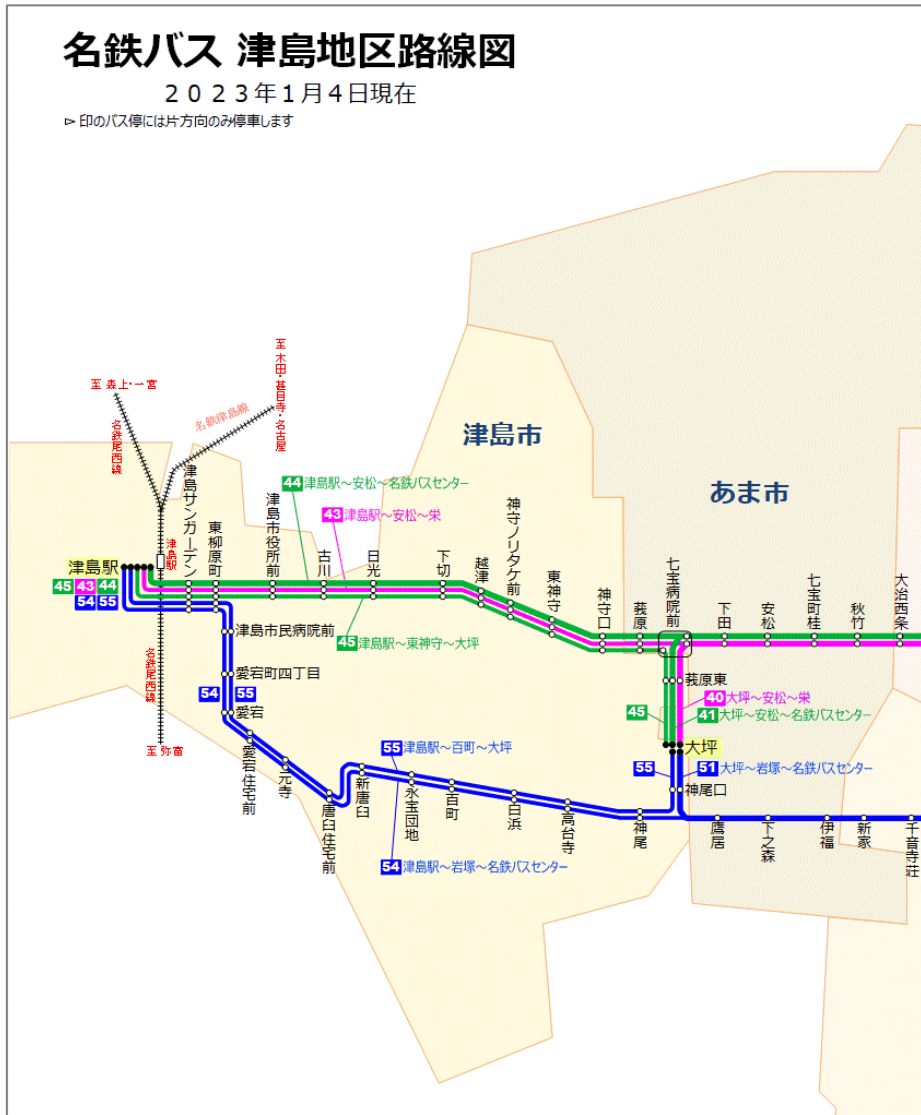 名鉄バス 津島地区路線図
２０２３年１月４日現在
▻ 印のバス停には片方向のみ停車します
至 木田・甚目寺・名古屋
至 森上・一宮
名鉄津島線
名鉄尾西線
津島市
あま市
44 津島駅～安松～名鉄バスセンター
43 津島駅～安松～栄
津島駅
津島駅
45 43 44
54 55
津島サンガーデン
東柳原町
津島市役所前
古川
日光
下切
越津
神守ノリタケ前
東神守
神守口
莪原
七宝病院前
下田
安松
七宝町桂
秋竹
大治西条
45 津島駅～東神守～大坪
津島市民病院前
愛宕町四丁目
54 55
愛宕
名鉄尾西線
至 弥富
莪原東
40 大坪～安松～栄
45
41 大坪～安松～名鉄バスセンター
大坪
55 津島駅～百町～大坪
55
51 大坪～岩塚～名鉄バスセンター
神尾口
愛宕住宅前
元寺
唐臼住宅前
新唐臼
永宝団地
百町
白浜
高台寺
神尾
鷹居
下之森
伊福
新家
千音寺荘
54 津島駅～岩塚～名鉄バスセンター